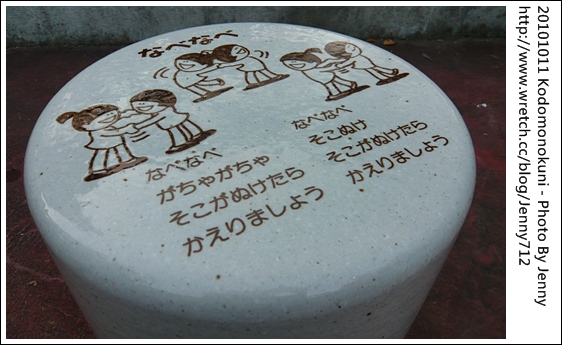 なべなべ
なべなべ
がちゃがちゃ
そこがぬけたら
かえりましょう
なべなべ
そこぬけ
そこがぬけたら
かえりましょう
20101011 Kodomonokuni - Photo By Jenny
http://www.wretch.cc/blog/Jenny712